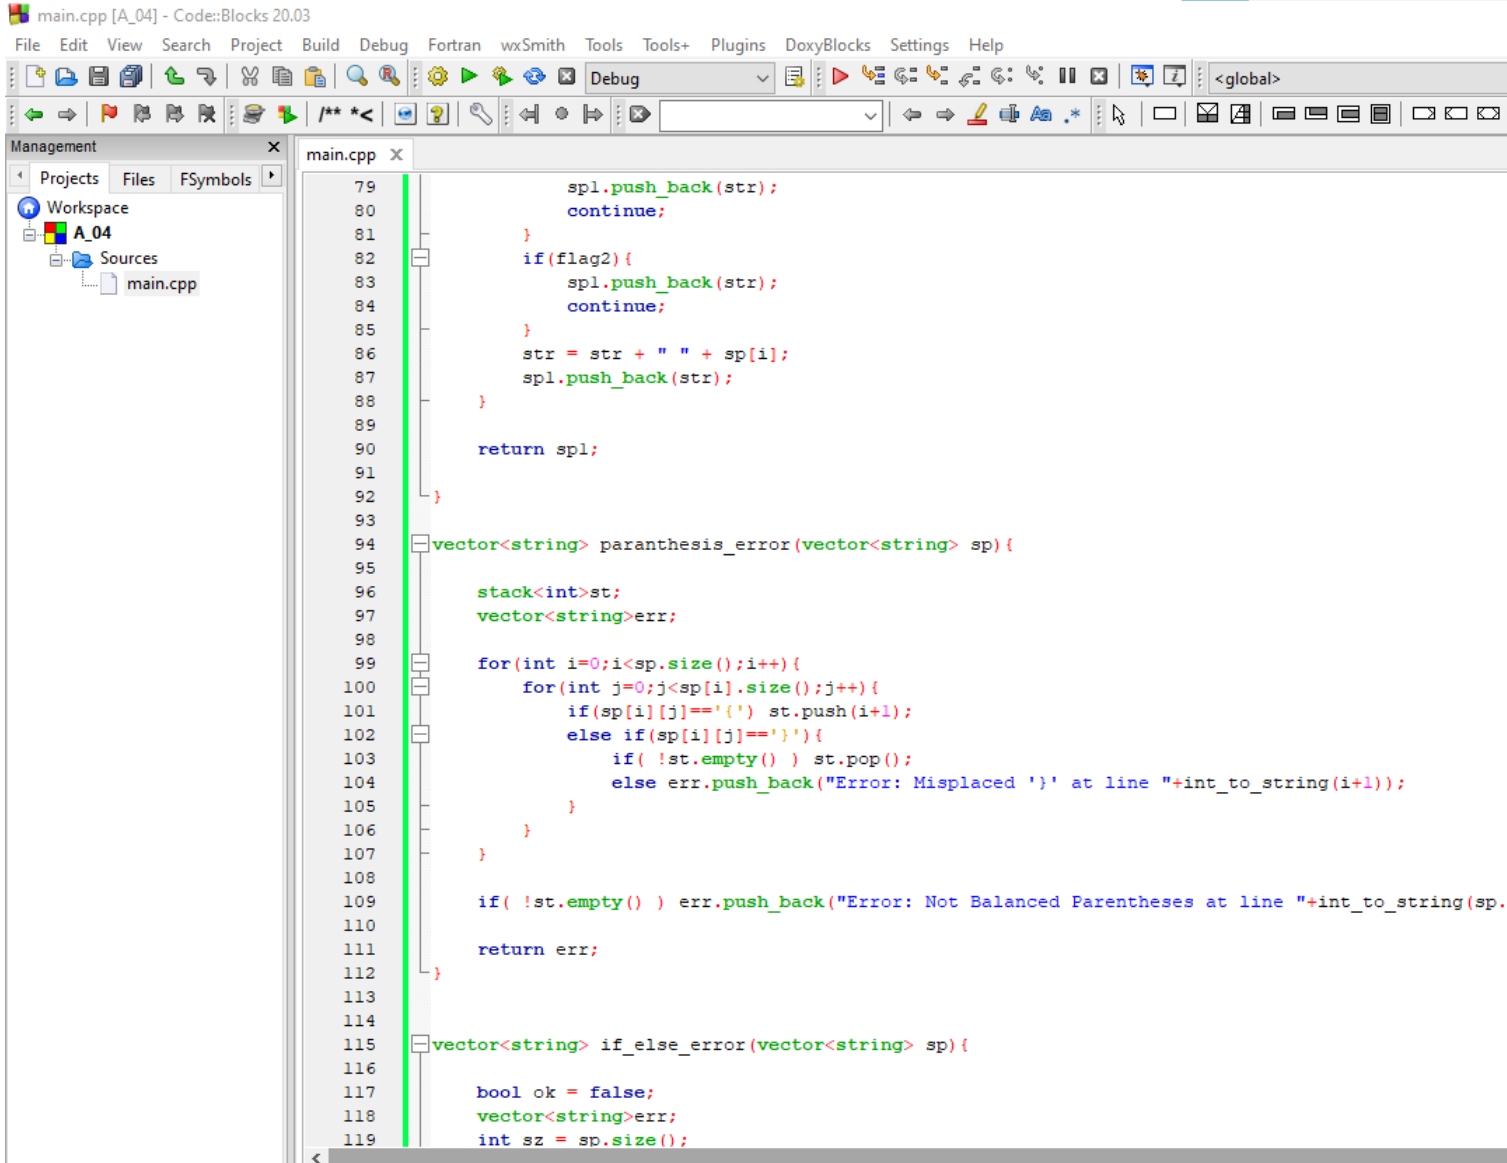 main.cpp [A_04] - Code::Blocks 20.03
File Edit View Search Project Build Debug Fortran wxSmith Tools Tools+ Plugins DoxyBlocks Settings Help
Debug <global>
/** *< Aa .*
Management
Projects Files FSymbols
Workspace
A_04
Sources
main.cpp
main.cpp
79 spl.push_back(str);
80 continue;
81 }
82 if(flag2){
83 spl.push_back(str);
84 continue;
85 }
86 str = str + " " + sp[i];
87 spl.push_back(str);
88 }
89
90 return spl;
91
92 }
93
94 vector<string> paranthesis_error(vector<string> sp){
95
96 stack<int>st;
97 vector<string>err;
98
99 for(int i=0;i<sp.size();i++){
100 for(int j=0;j<sp[i].size();j++){
101 if(sp[i][j]=='{') st.push(i+1);
102 else if(sp[i][j]=='}'){
103 if( !st.empty() ) st.pop();
104 else err.push_back("Error: Misplaced '}' at line "+int_to_string(i+1));
105 }
106 }
107 }
108
109 if( !st.empty() ) err.push_back("Error: Not Balanced Parentheses at line "+int_to_string(sp.
110
111 return err;
112 }
113
114
115 vector<string> if_else_error(vector<string> sp){
116
117 bool ok = false;
118 vector<string>err;
119 int sz = sp.size();